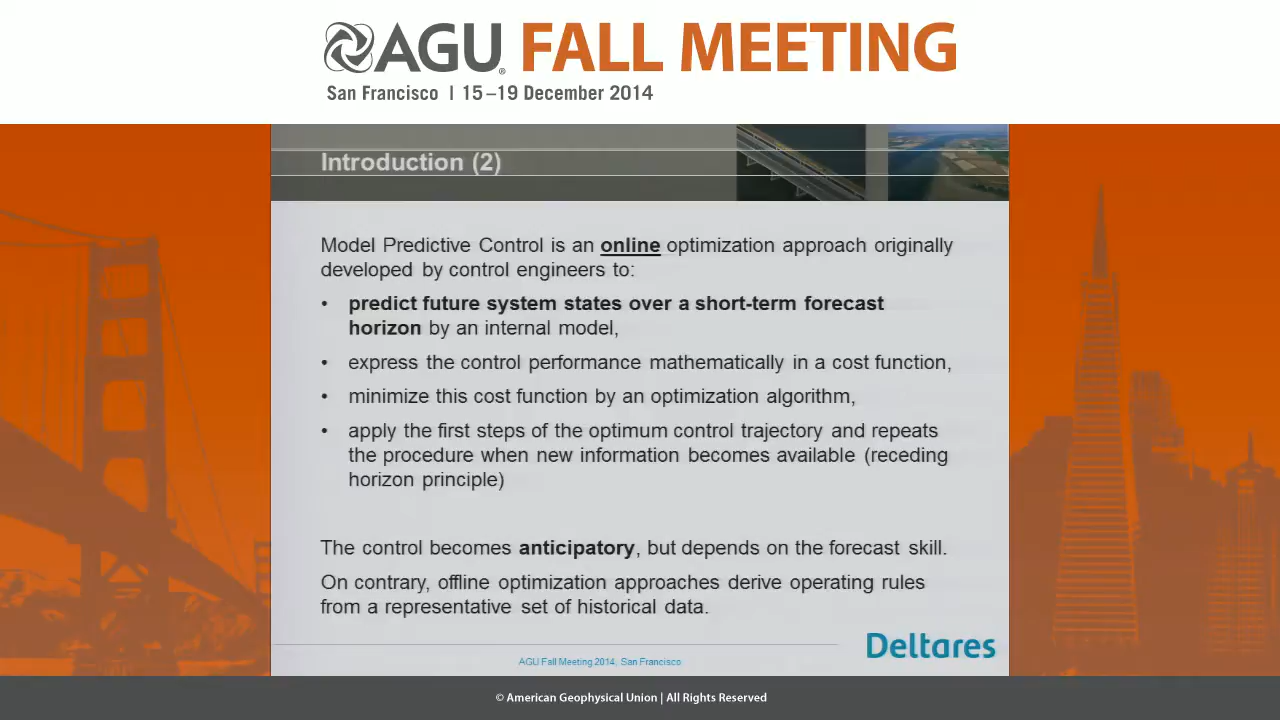 AGU FALL MEETING
San Francisco | 15–19 December 2014
Introduction (2)
Model Predictive Control is an online optimization approach originally
developed by control engineers to:
• predict future system states over a short-term forecast
horizon by an internal model,
• express the control performance mathematically in a cost function,
• minimize this cost function by an optimization algorithm,
• apply the first steps of the optimum control trajectory and repeats
the procedure when new information becomes available (receding
horizon principle)
The control becomes anticipatory, but depends on the forecast skill.
On contrary, offline optimization approaches derive operating rules
from a representative set of historical data.
Deltares
AGU Fall Meeting 2014, San Francisco
© American Geophysical Union | All Rights Reserved